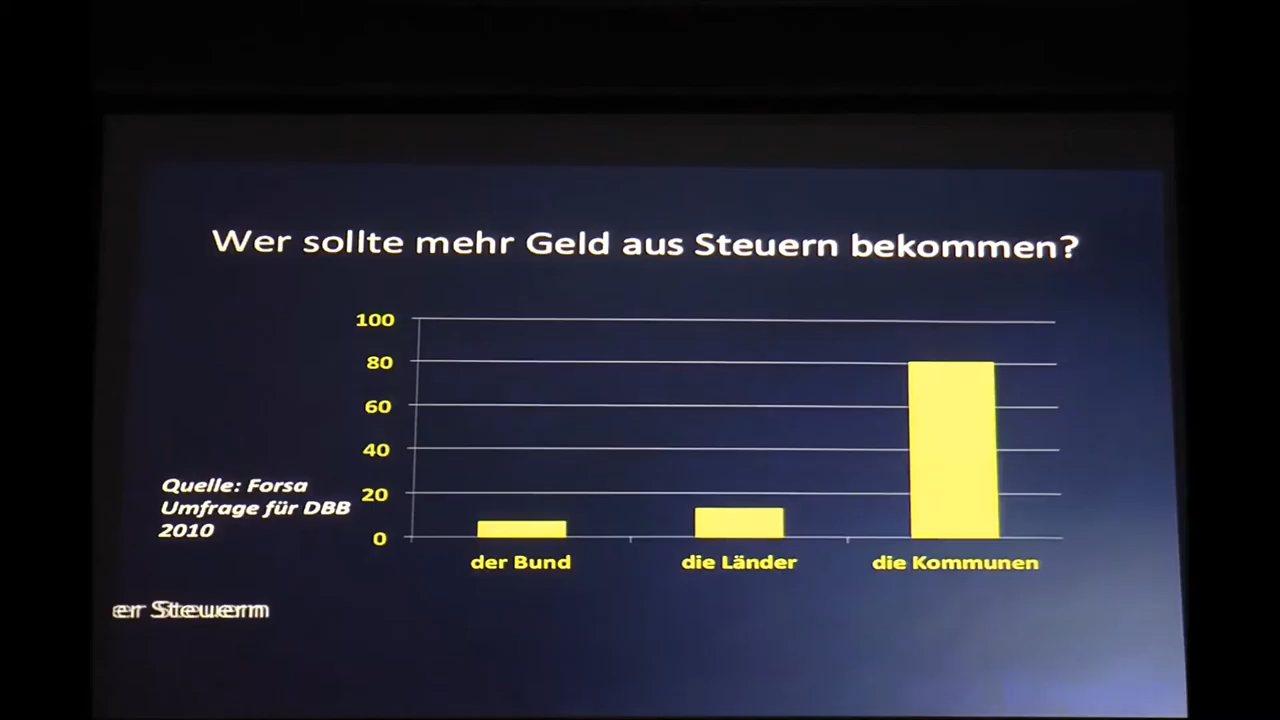 Wer sollte mehr Geld aus Steuern bekommen?
100
80
60
40
20
0
Quelle: Forsa
Umfrage für DBB
2010
der Bund
die Länder
die Kommunen
er Steuern